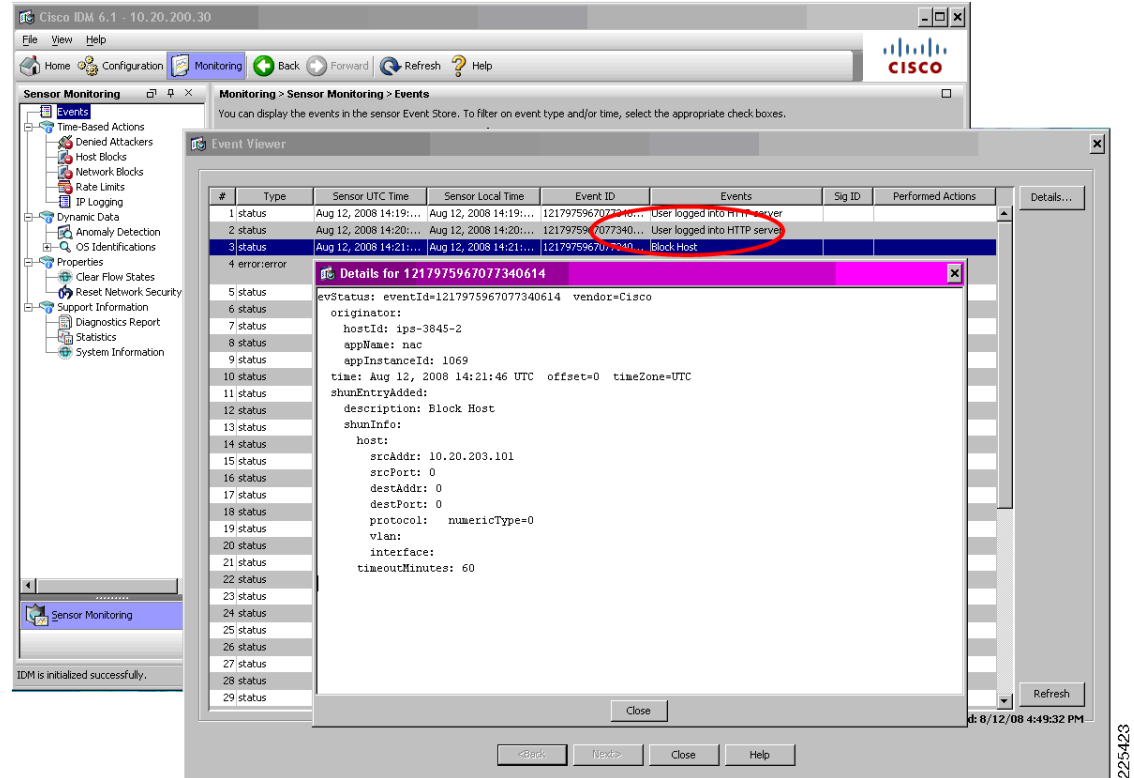 Cisco IDM 6.1 - 10.20.200.30
File View Help
Home Configuration Monitoring Back Forward Refresh Help
CISCO
Sensor Monitoring
Events
Time-Based Actions
Denied Attackers
Host Blocks
Network Blocks
Rate Limits
IP Logging
Dynamic Data
Anomaly Detection
OS Identifications
Properties
Clear Flow States
Reset Network Security
Support Information
Diagnostics Report
Statistics
System Information
Sensor Monitoring
IDM is initialized successfully.
Monitoring > Sensor Monitoring > Events
You can display the events in the sensor Event Store. To filter on event type and/or time, select the appropriate check boxes.
Event Viewer
# Type Sensor UTC Time Sensor Local Time Event ID Events Sig ID Performed Actions
Details...
1 status Aug 12, 2008 14:19:... Aug 12, 2008 14:19:... 1217975967077340... User logged into HTTP server
2 status Aug 12, 2008 14:20:... Aug 12, 2008 14:20:... 1217975967077340... User logged into HTTP server
3 status Aug 12, 2008 14:21:... Aug 12, 2008 14:21:... 1217975967077340... Block Host
4 error:error
5 status
6 status
7 status
8 status
9 status
10 status
11 status
12 status
13 status
14 status
15 status
16 status
17 status
18 status
19 status
20 status
21 status
22 status
23 status
24 status
25 status
26 status
27 status
28 status
29 status
Details for 1217975967077340614
evStatus: eventId=1217975967077340614 vendor=Cisco
originator:
hostId: ips-3845-2
appName: nac
appInstanceId: 1069
time: Aug 12, 2008 14:21:46 UTC offset=0 timeZone=UTC
shunEntryAdded:
description: Block Host
shunInfo:
host:
srcAddr: 10.20.203.101
srcPort: 0
destAddr: 0
destPort: 0
protocol: numericType=0
vlan:
interface:
timeoutMinutes: 60
Close
Refresh
d: 8/12/08 4:49:32 PM
<Back Next> Close Help
225423